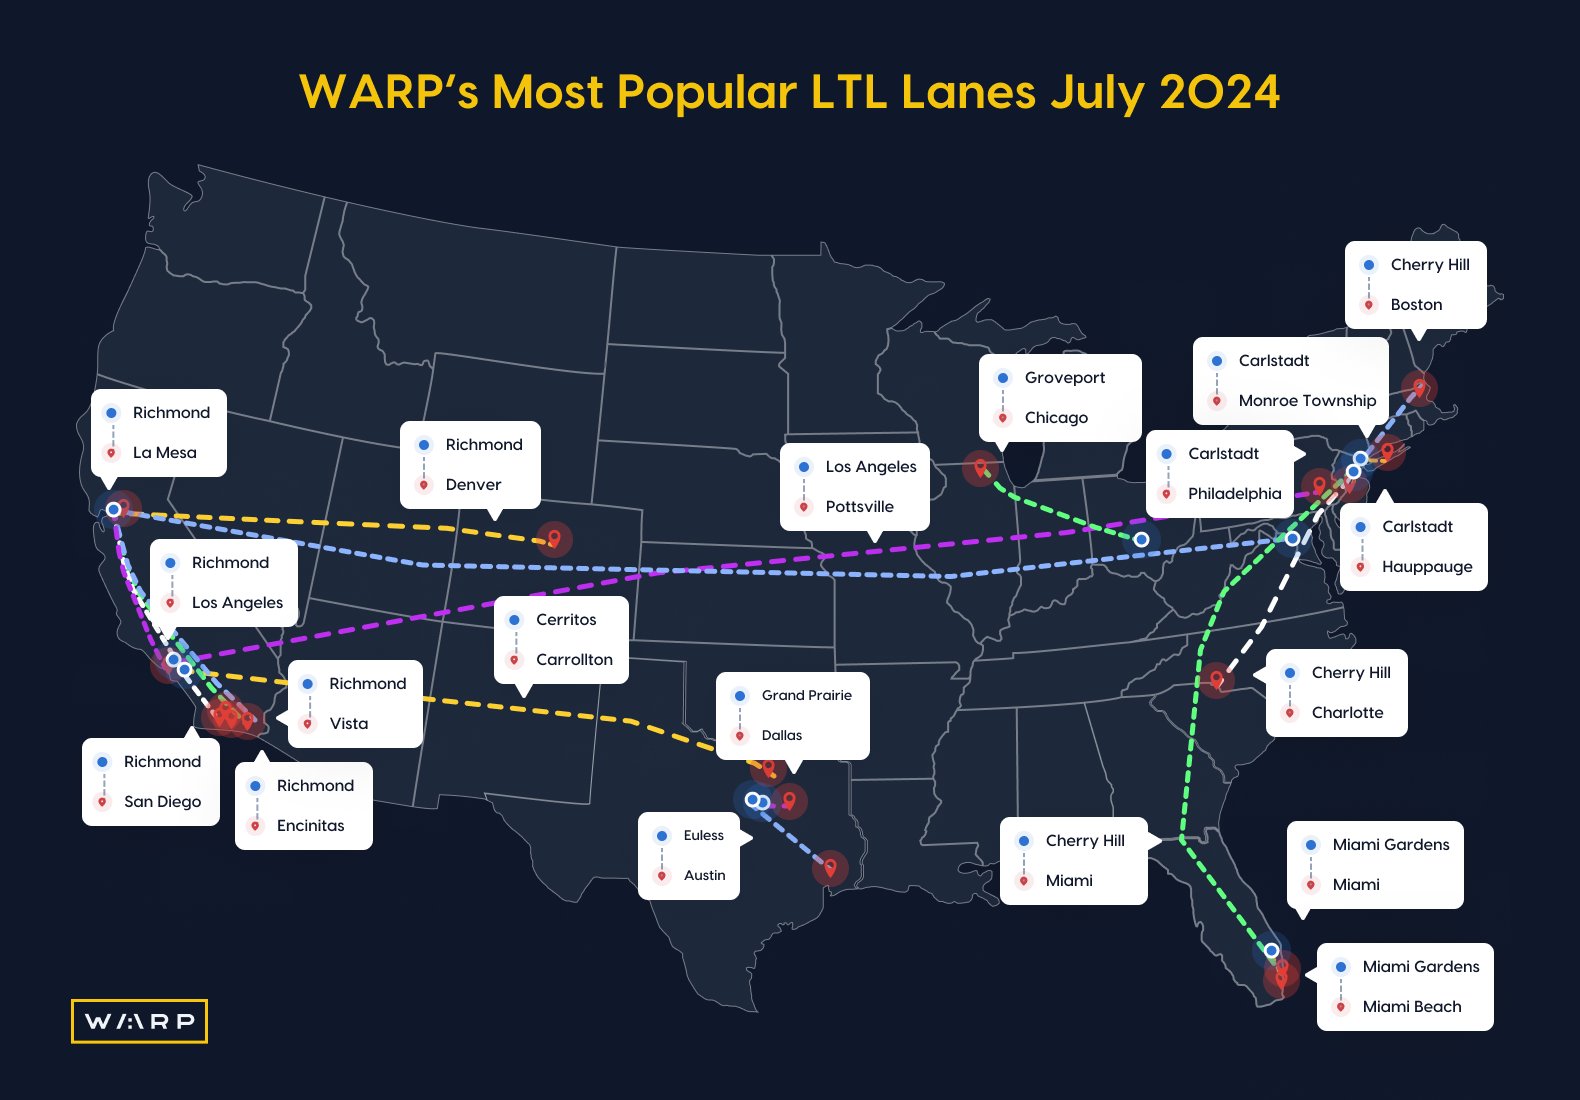 WARP's Most Popular LTL Lanes July 2024
Cherry Hill
Boston
Carlstadt
Monroe Township
Groveport
Chicago
Richmond
La Mesa
Richmond
Denver
Los Angeles
Pottsville
Carlstadt
Philadelphia
Carlstadt
Hauppauge
Richmond
Los Angeles
Cerritos
Carrollton
Richmond
Vista
Grand Prairie
Dallas
Cherry Hill
Charlotte
Richmond
San Diego
Richmond
Encinitas
Euless
Austin
Cherry Hill
Miami
Miami Gardens
Miami
Miami Gardens
Miami Beach
WARP